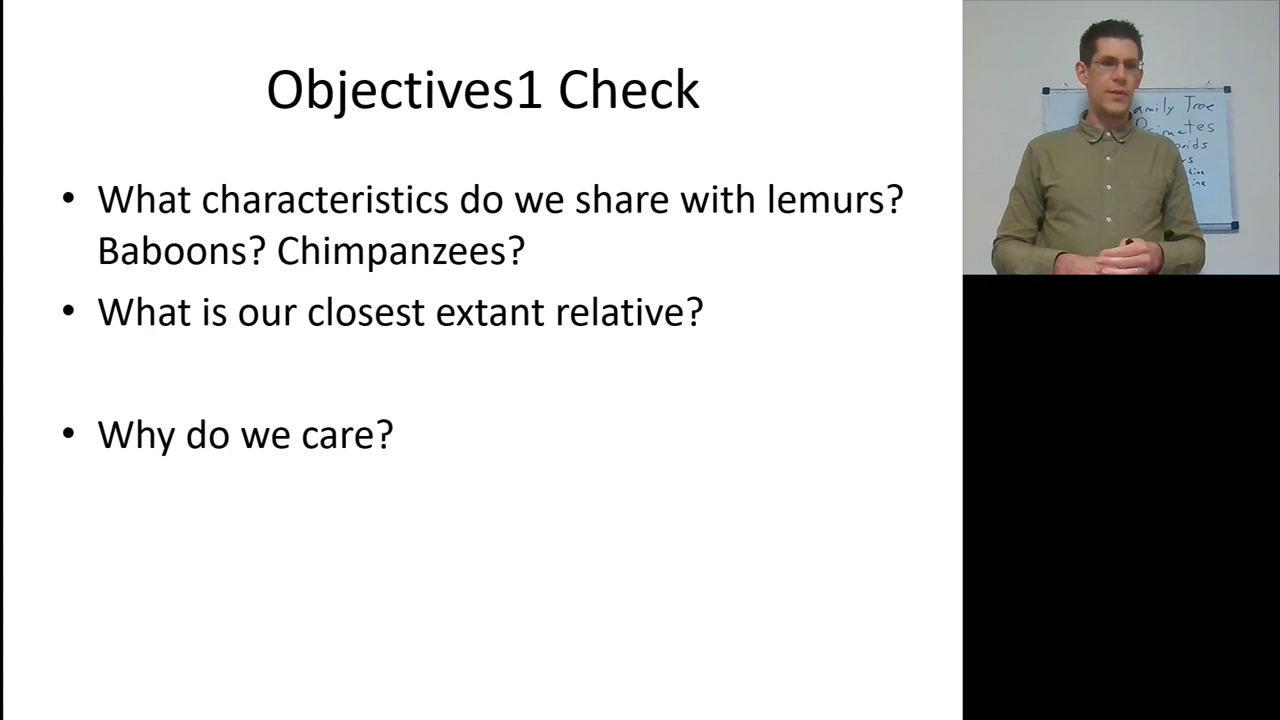 Objectives1 Check
• What characteristics do we share with lemurs?
Baboons? Chimpanzees?
• What is our closest extant relative?
• Why do we care?
Tree